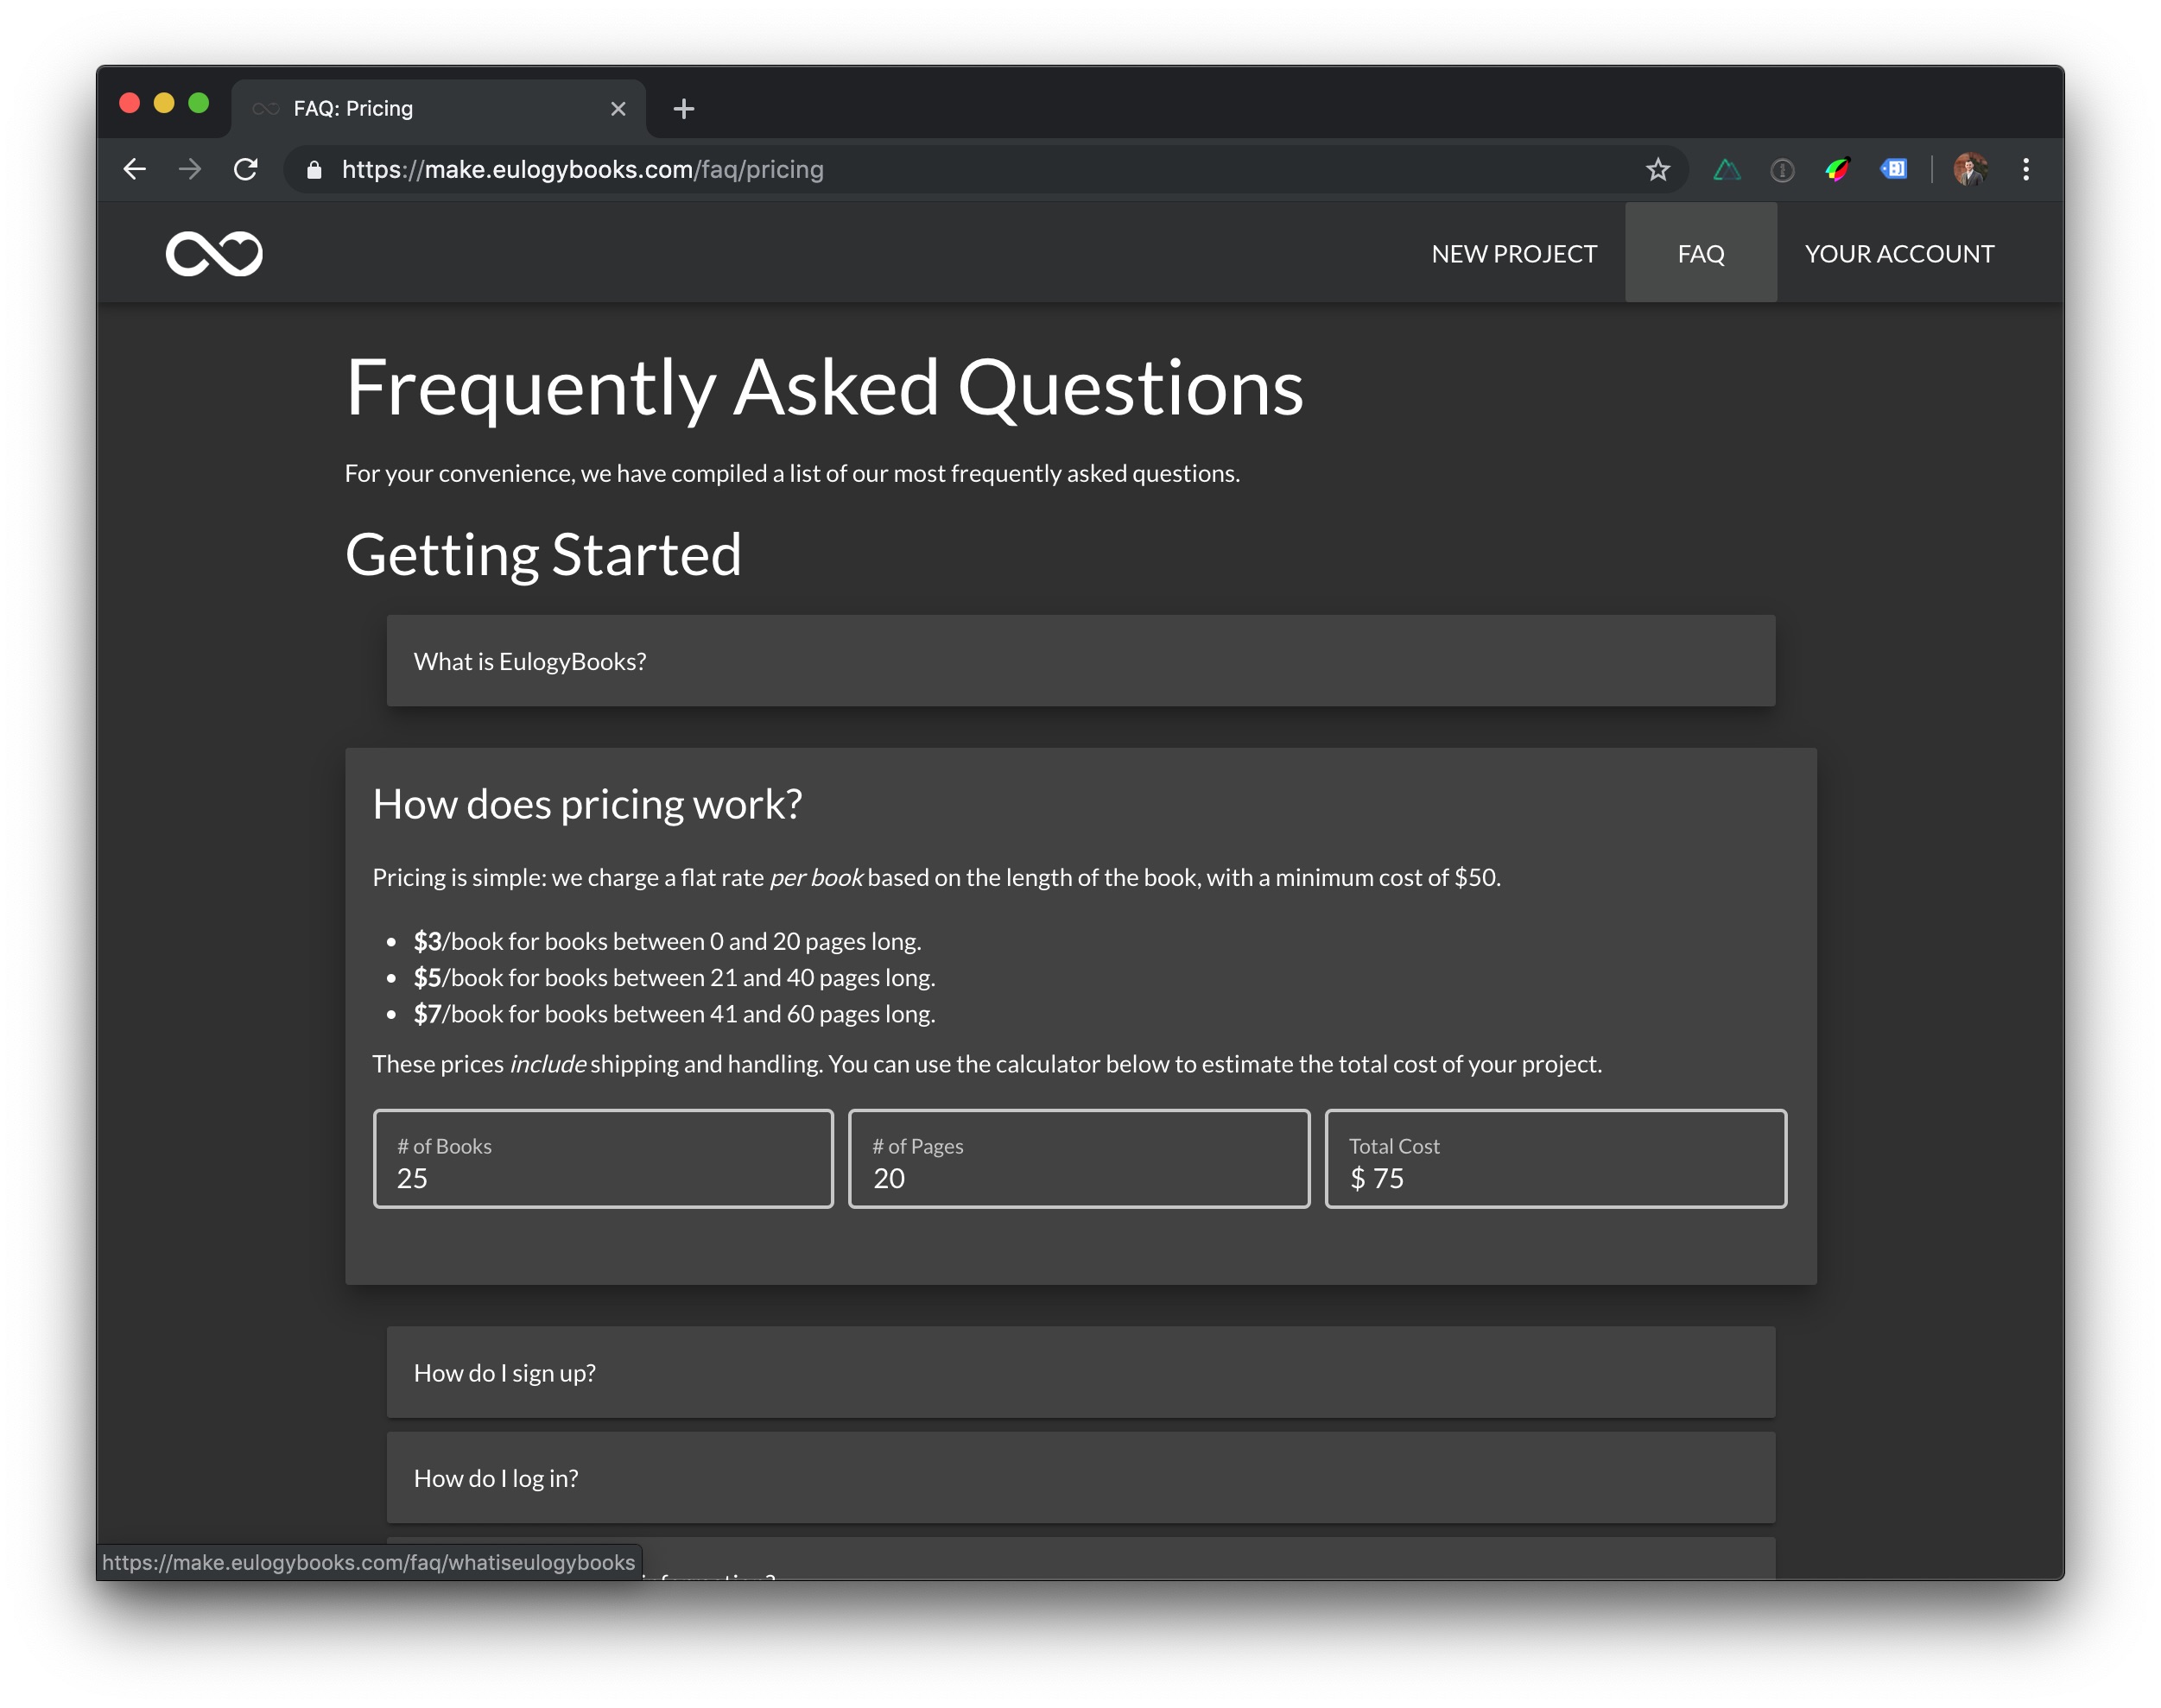 FAQ: Pricing
https://make.eulogybooks.com/faq/pricing
NEW PROJECT
FAQ
YOUR ACCOUNT
Frequently Asked Questions
For your convenience, we have compiled a list of our most frequently asked questions.
Getting Started
What is EulogyBooks?
How does pricing work?
Pricing is simple: we charge a flat rate per book based on the length of the book, with a minimum cost of $50.
• $3/book for books between 0 and 20 pages long.
• $5/book for books between 21 and 40 pages long.
• $7/book for books between 41 and 60 pages long.
These prices include shipping and handling. You can use the calculator below to estimate the total cost of your project.
# of Books
25
# of Pages
20
Total Cost
$ 75
How do I sign up?
How do I log in?
https://make.eulogybooks.com/faq/whatiseulogybooks